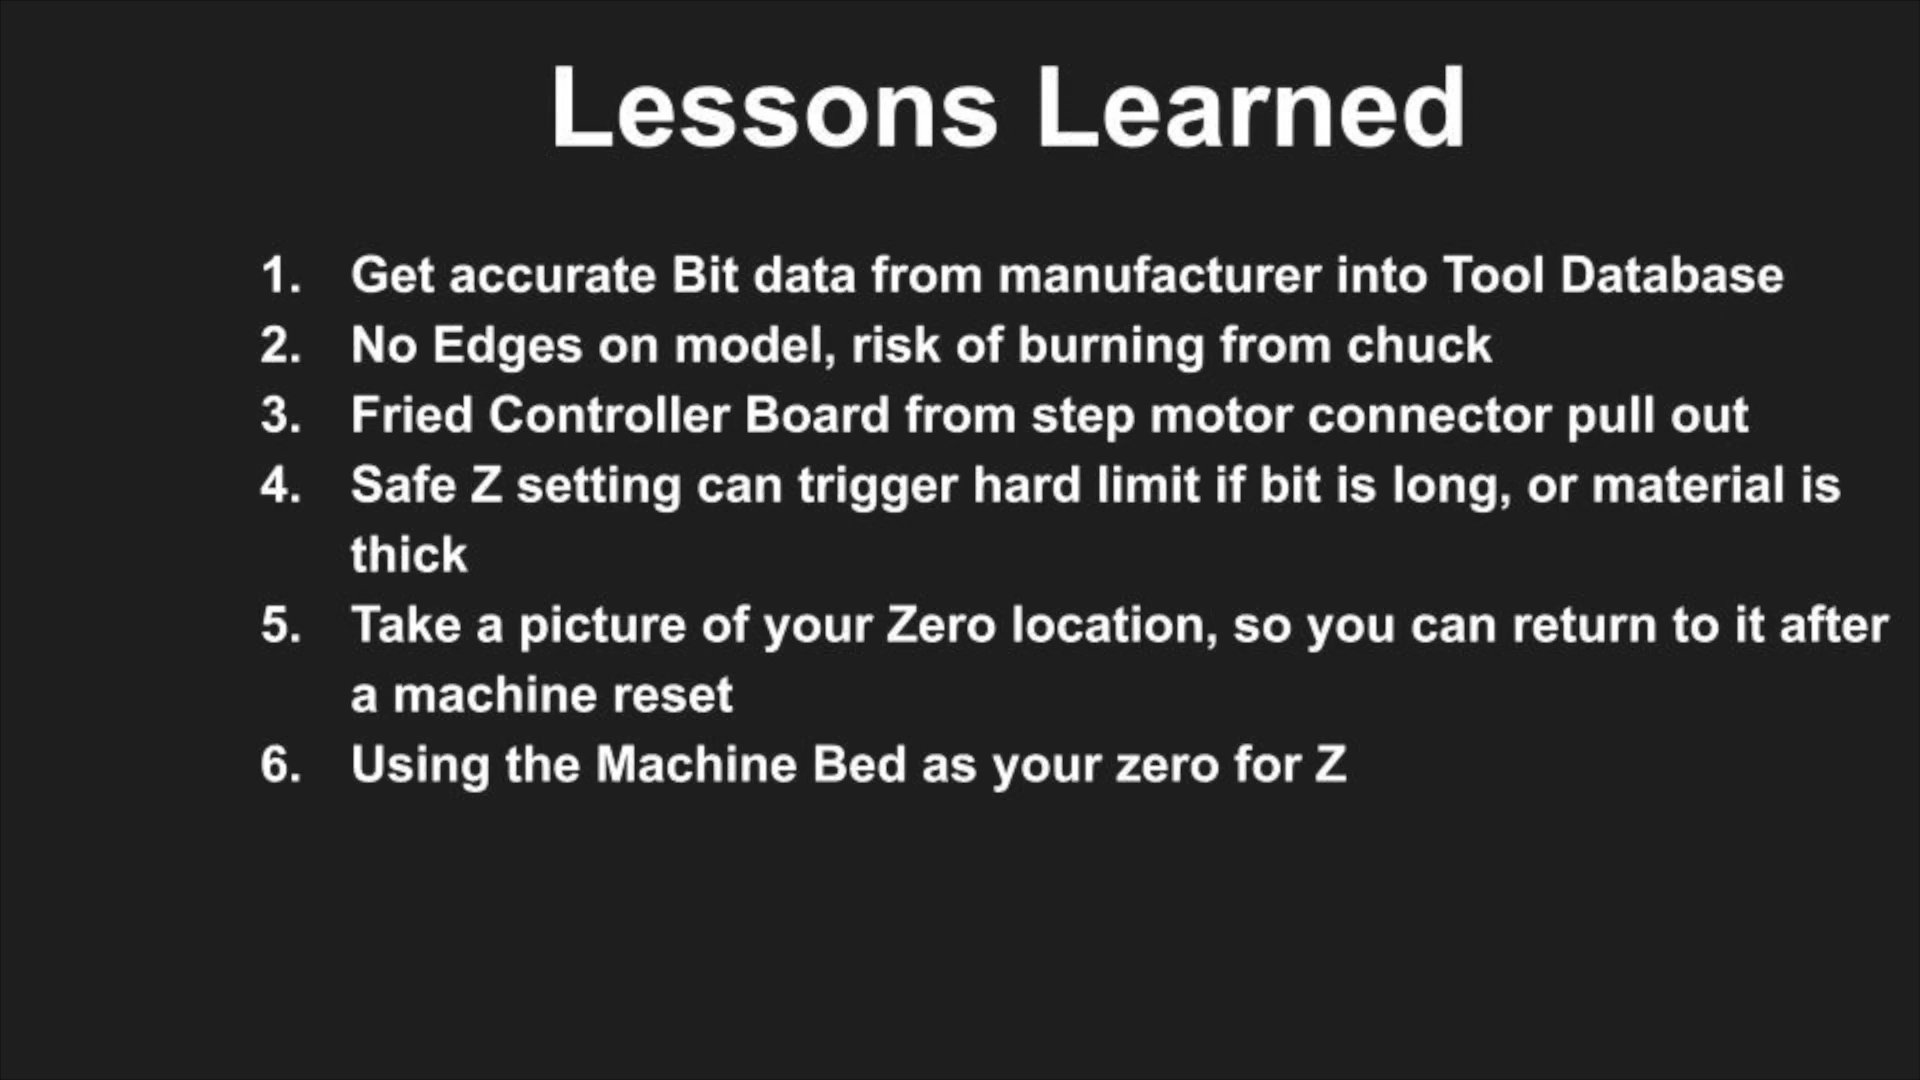 Lessons Learned
1. Get accurate Bit data from manufacturer into Tool Database
2. No Edges on model, risk of burning from chuck
3. Fried Controller Board from step motor connector pull out
4. Safe Z setting can trigger hard limit if bit is long, or material is
thick
5. Take a picture of your Zero location, so you can return to it after
a machine reset
6. Using the Machine Bed as your zero for Z